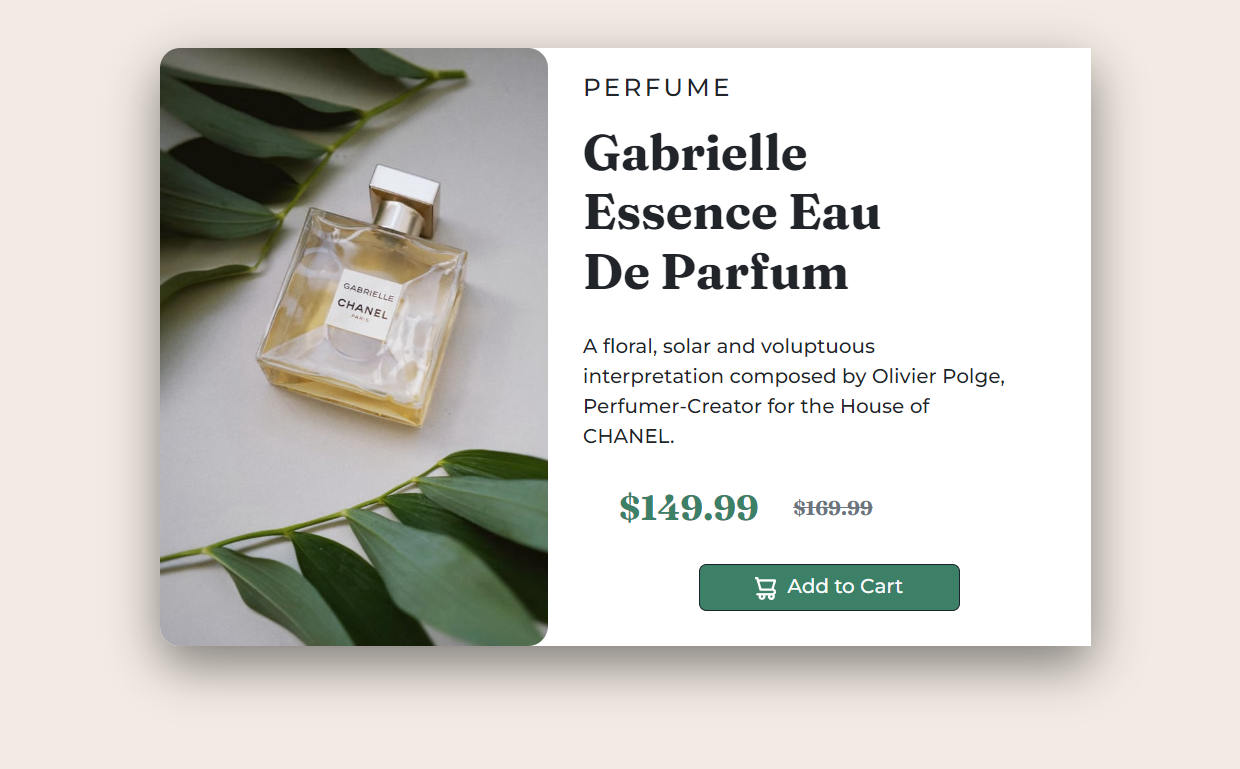 PERFUME
Gabrielle
Essence Eau
De Parfum
GABRIELLE
CHANEL
PARIS
A floral, solar and voluptuous
interpretation composed by Olivier Polge,
Perfumer-Creator for the House of
CHANEL.
$149.99 $169.99
Add to Cart